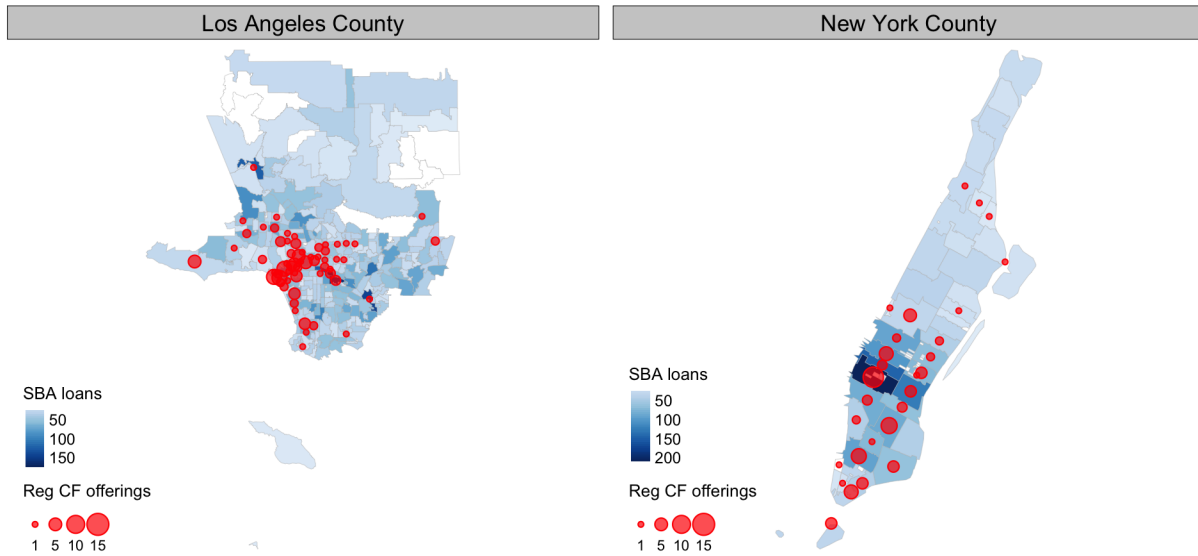 Los Angeles County
New York County
SBA loans
50
100
150
Reg CF offerings
1 5 10 15
SBA loans
50
100
150
200
Reg CF offerings
1 5 10 15